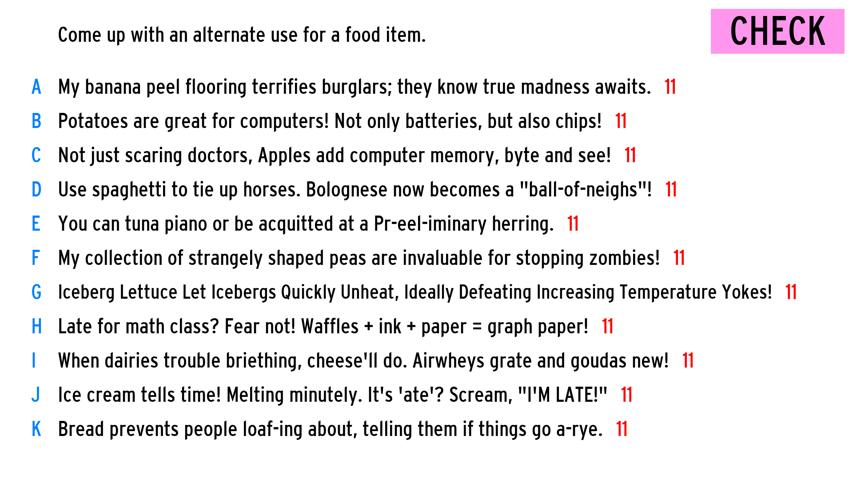 Come up with an alternate use for a food item.
CHECK
A My banana peel flooring terrifies burglars; they know true madness awaits. 11
B Potatoes are great for computers! Not only batteries, but also chips! 11
C Not just scaring doctors, Apples add computer memory, byte and see! 11
D Use spaghetti to tie up horses. Bolognese now becomes a "ball-of-neighs"! 11
E You can tuna piano or be acquitted at a Pr-eel-iminary herring. 11
F My collection of strangely shaped peas are invaluable for stopping zombies! 11
G Iceberg Lettuce Let Icebergs Quickly Unheat, Ideally Defeating Increasing Temperature Yokes! 11
H Late for math class? Fear not! Waffles + ink + paper = graph paper! 11
I When dairies trouble briething, cheese'll do. Airwheys grate and goudas new! 11
J Ice cream tells time! Melting minutely. It's 'ate'? Scream, "I'M LATE!" 11
K Bread prevents people loaf-ing about, telling them if things go a-rye. 11